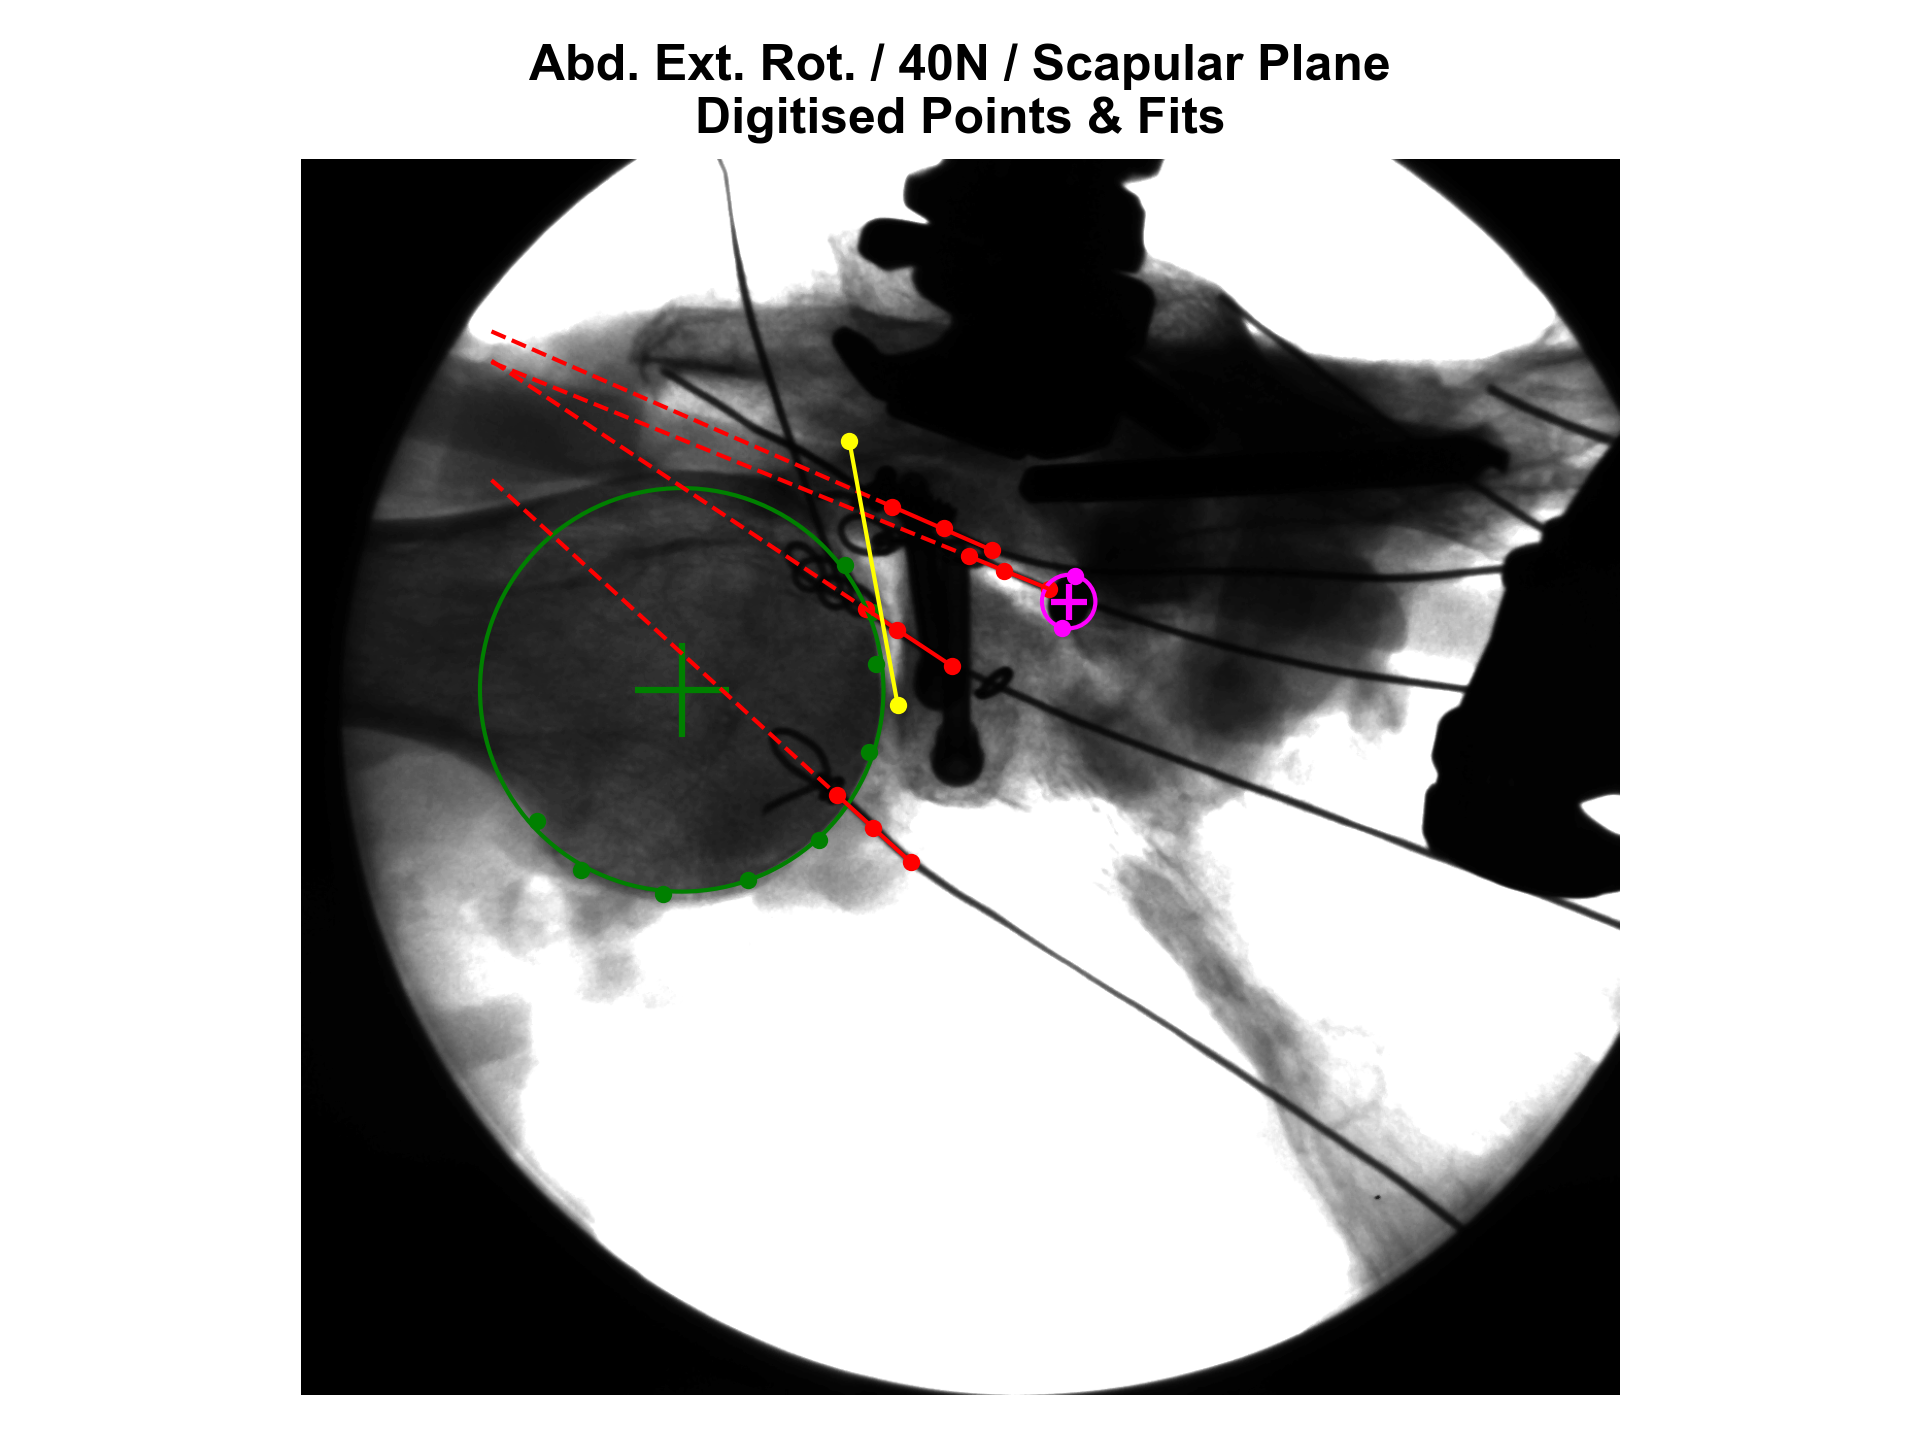 Abd. Ext. Rot. / 40N / Scapular Plane
Digitised Points & Fits